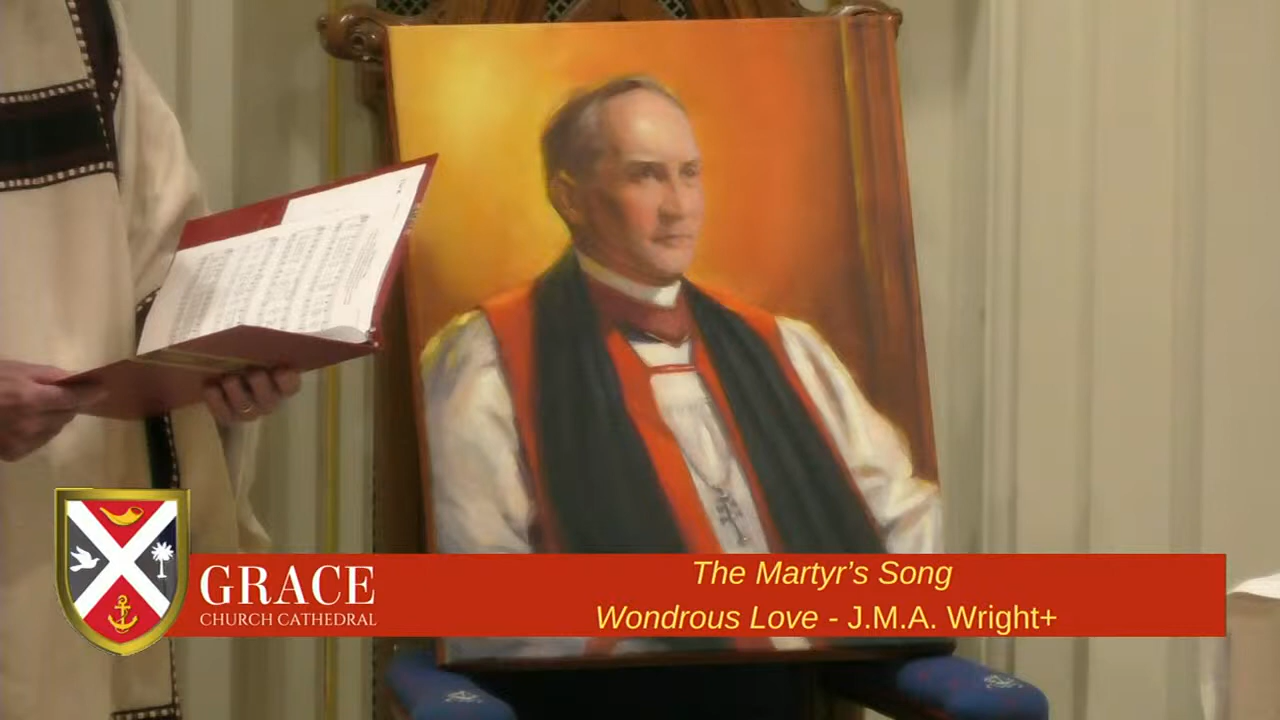 GRACE
CHURCH CATHEDRAL
The Martyr's Song
Wondrous Love - J.M.A. Wright+